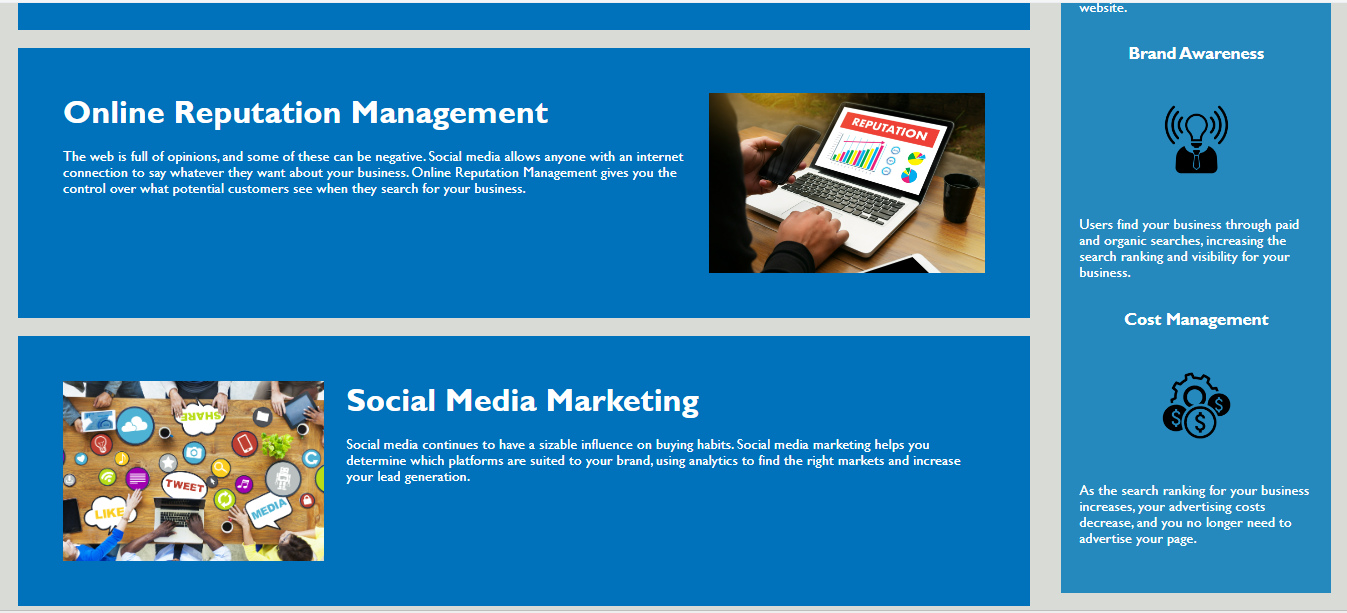 Online Reputation Management
The web is full of opinions, and some of these can be negative. Social media allows anyone with an internet
connection to say whatever they want about your business. Online Reputation Management gives you the
control over what potential customers see when they search for your business.
REPUTATION
SHARE
TWEET
LIKE
MEDIA
Social Media Marketing
Social media continues to have a sizable influence on buying habits. Social media marketing helps you
determine which platforms are suited to your brand, using analytics to find the right markets and increase
your lead generation.
website.
Brand Awareness
Users find your business through paid
and organic searches, increasing the
search ranking and visibility for your
business.
Cost Management
$ $ $
As the search ranking for your business
increases, your advertising costs
decrease, and you no longer need to
advertise your page.